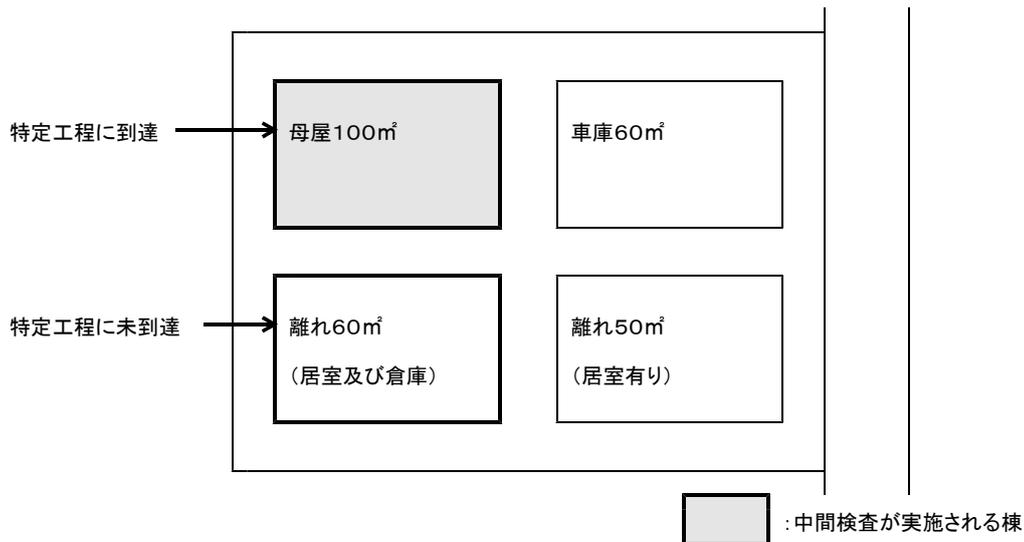 特定工程に到達
母屋100㎡
車庫60㎡
特定工程に未到達
離れ60㎡
(居室及び倉庫)
離れ50㎡
(居室有り)
:中間検査が実施される棟